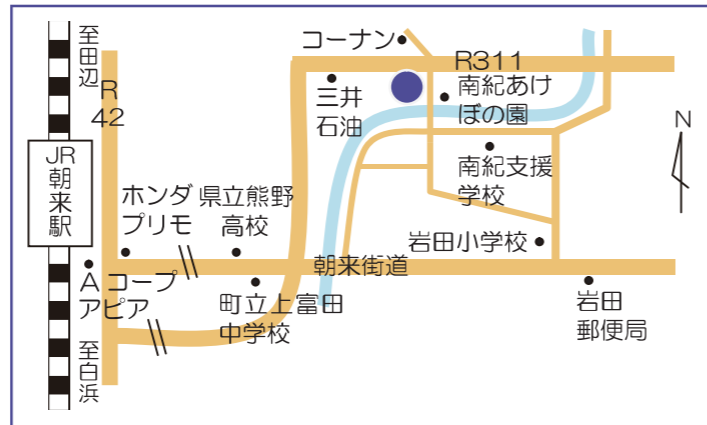 至田辺
R
42
JR
朝来駅
至白浜
コーナン
R311
三井
石油
南紀あけ
ぼの園
南紀支援
学校
N
ホンダ
プリモ
県立熊野
高校
岩田小学校
朝来街道
A コープ
アピア
町立上富田
中学校
岩田
郵便局